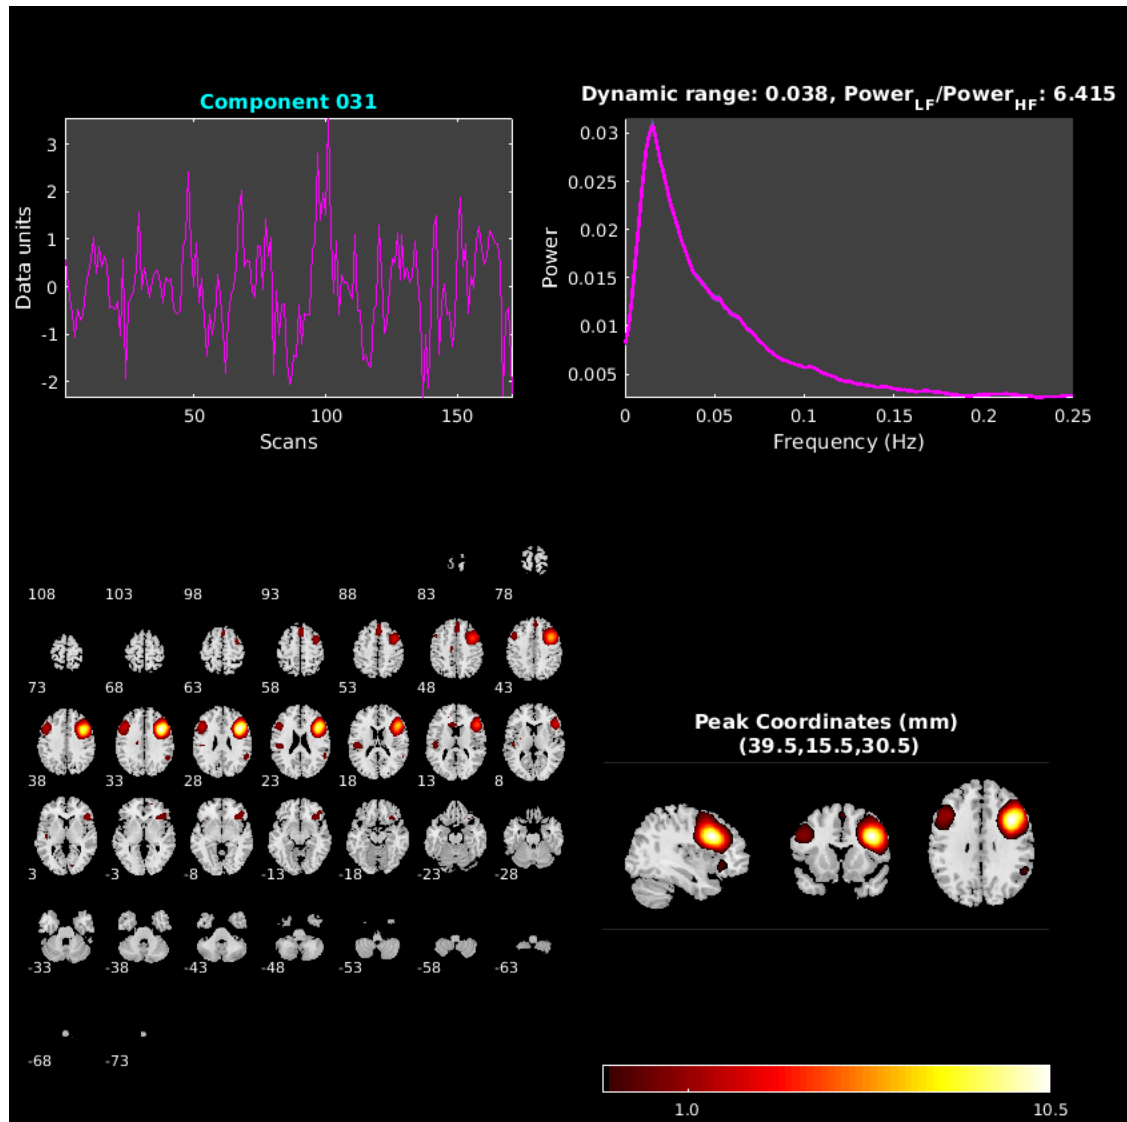 Component 031
Dynamic range: 0.038, Power_LF/Power_HF: 6.415
3
2
1
0
-1
-2
Data units
50 100 150
Scans
0.03
0.025
0.02
0.015
0.01
0.005
Power
0 0.05 0.1 0.15 0.2 0.25
Frequency (Hz)
108 103 98 93 88 83 78
73 68 63 58 53 48 43
38 33 28 23 18 13 8
3 -3 -8 -13 -18 -23 -28
-33 -38 -43 -48 -53 -58 -63
-68 -73
Peak Coordinates (mm)
(39.5,15.5,30.5)
1.0 10.5